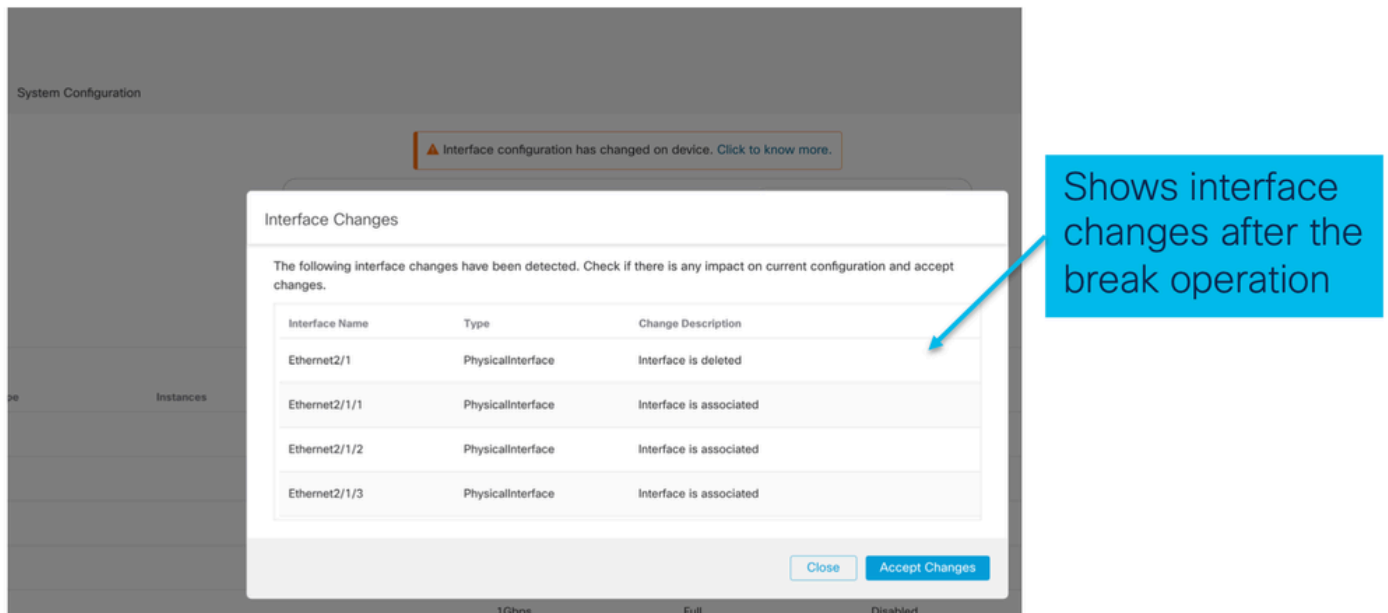 System Configuration
Interface configuration has changed on device. Click to know more.
Interface Changes
The following interface changes have been detected. Check if there is any impact on current configuration and accept
changes.
Interface Name Type Change Description
Ethernet2/1 PhysicalInterface Interface is deleted
Instances
Ethernet2/1/1 PhysicalInterface Interface is associated
Ethernet2/1/2 PhysicalInterface Interface is associated
Ethernet2/1/3 PhysicalInterface Interface is associated
Close Accept Changes
1Gbps Full Disabled
Shows interface
changes after the
break operation